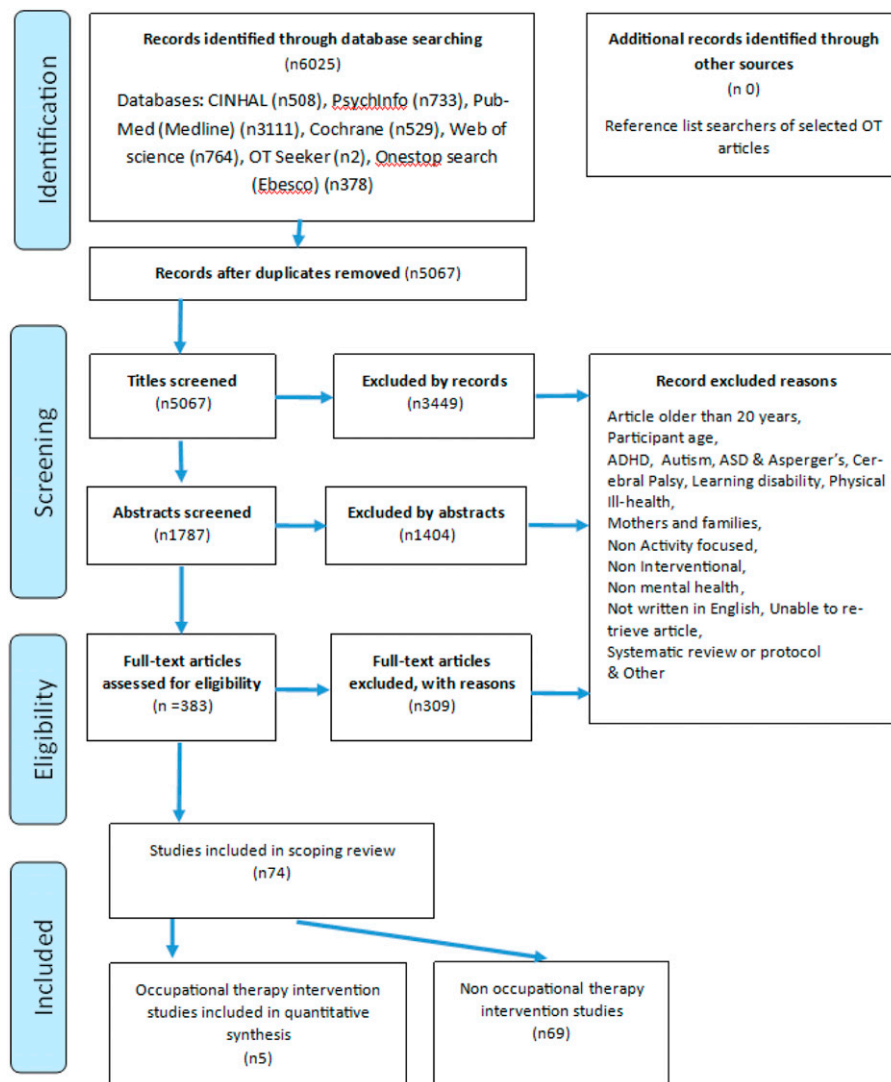 Identification
Records identified through database searching
(n6025)
Databases: CINHAL (n508), PsychInfo (n733), Pub-
Med (Medline) (n3111), Cochrane (n529), Web of
science (n764), OT Seeker (n2), Onestop search
(Ebesco) (n378)
Additional records identified through
other sources
(n 0)
Reference list searchers of selected OT
articles
Records after duplicates removed (n5067)
Screening
Titles screened
(n5067)
Excluded by records
(n3449)
Record excluded reasons
Article older than 20 years,
Participant age,
ADHD, Autism, ASD & Asperger's, Cer-
ebral Palsy, Learning disability, Physical
Ill-health,
Mothers and families,
Non Activity focused,
Non Interventional,
Non mental health,
Not written in English, Unable to re-
trieve article,
Systematic review or protocol
& Other
Abstracts screened
(n1787)
Excluded by abstracts
(n1404)
Eligibility
Full-text articles
assessed for eligibility
(n =383)
Full-text articles
excluded, with reasons
(n309)
Included
Studies included in scoping review
(n74)
Occupational therapy intervention
studies included in quantitative
synthesis
(n5)
Non occupational therapy
intervention studies
(n69)